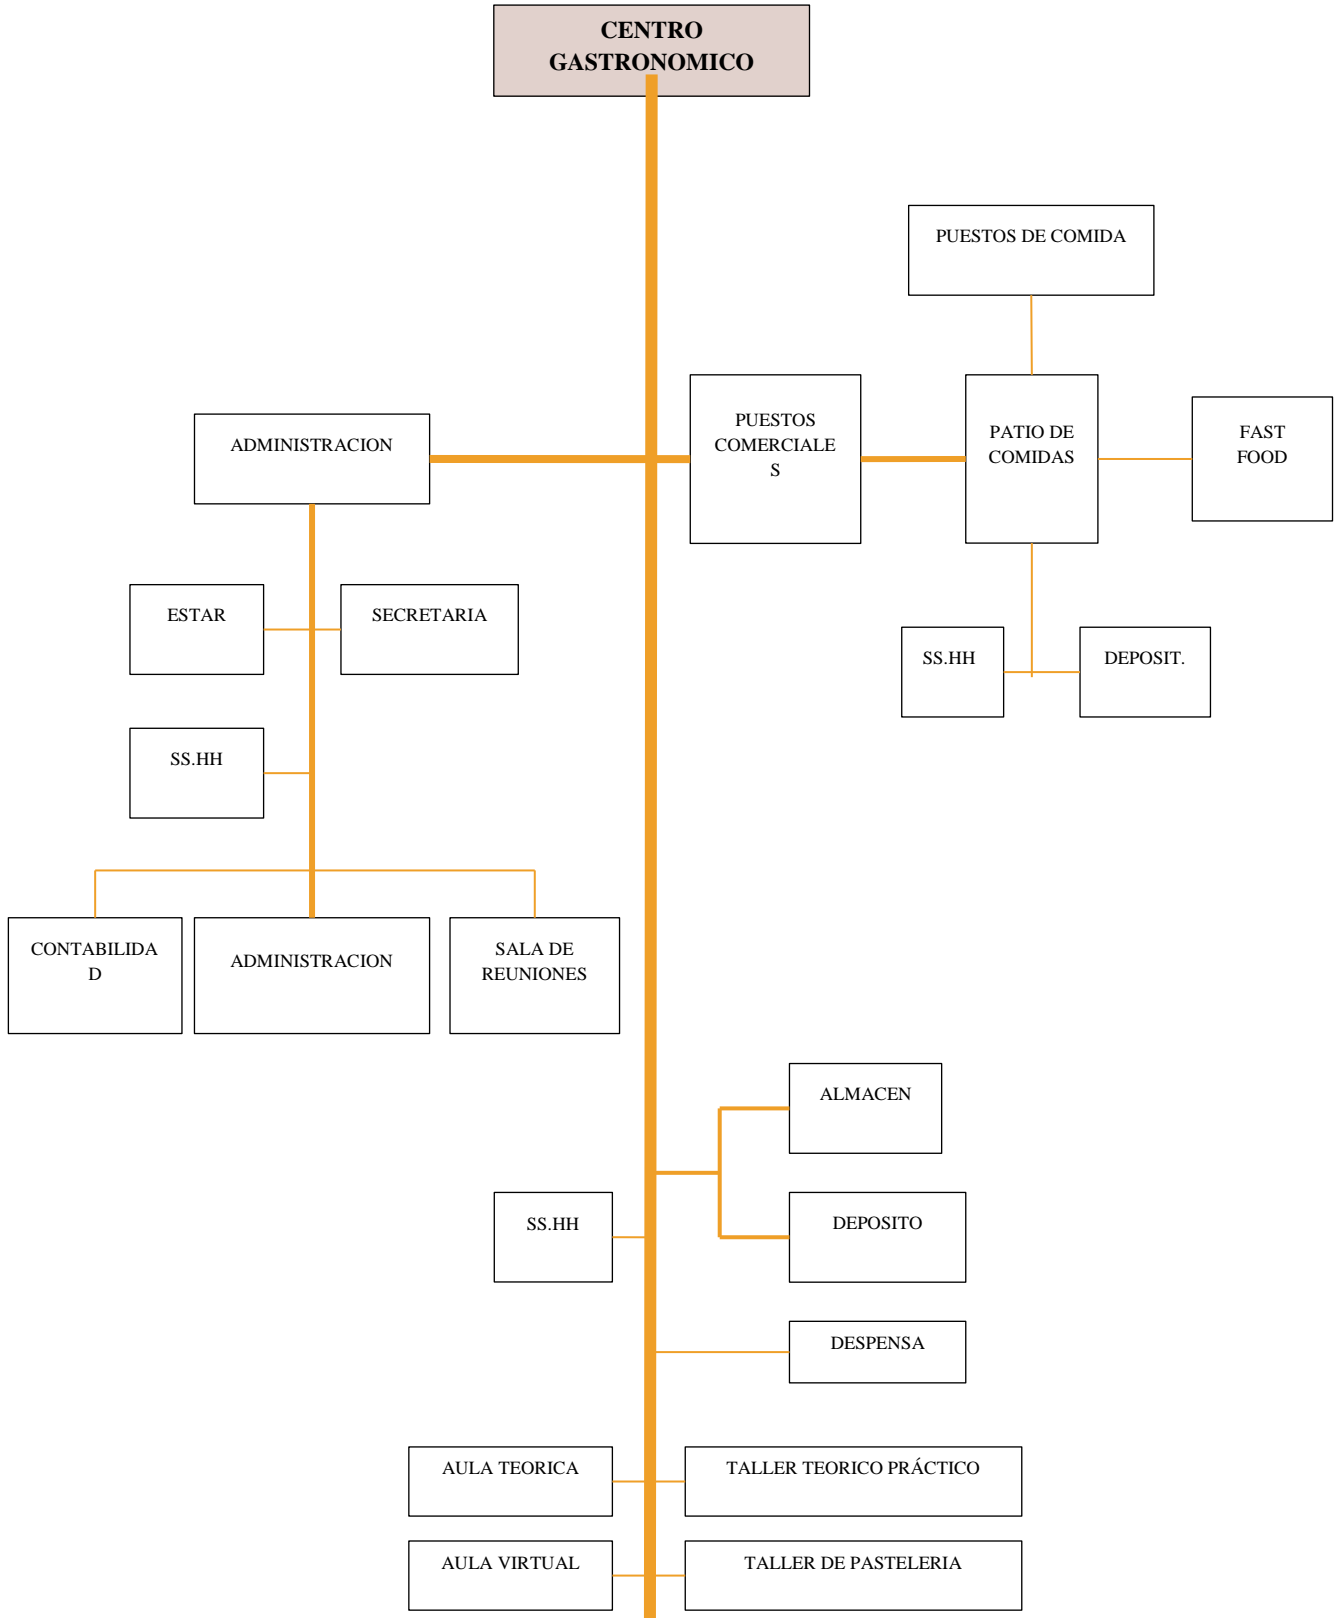 CENTRO
GASTRONOMICO
PUESTOS DE COMIDA
ADMINISTRACION
PUESTOS
COMERCIALE
S
PATIO DE
COMIDAS
FAST
FOOD
ESTAR
SECRETARIA
SS.HH
DEPOSIT.
SS.HH
CONTABILIDA
D
ADMINISTRACION
SALA DE
REUNIONES
ALMACEN
SS.HH
DEPOSITO
DESPENSA
AULA TEORICA
TALLER TEORICO PRÁCTICO
AULA VIRTUAL
TALLER DE PASTELERIA